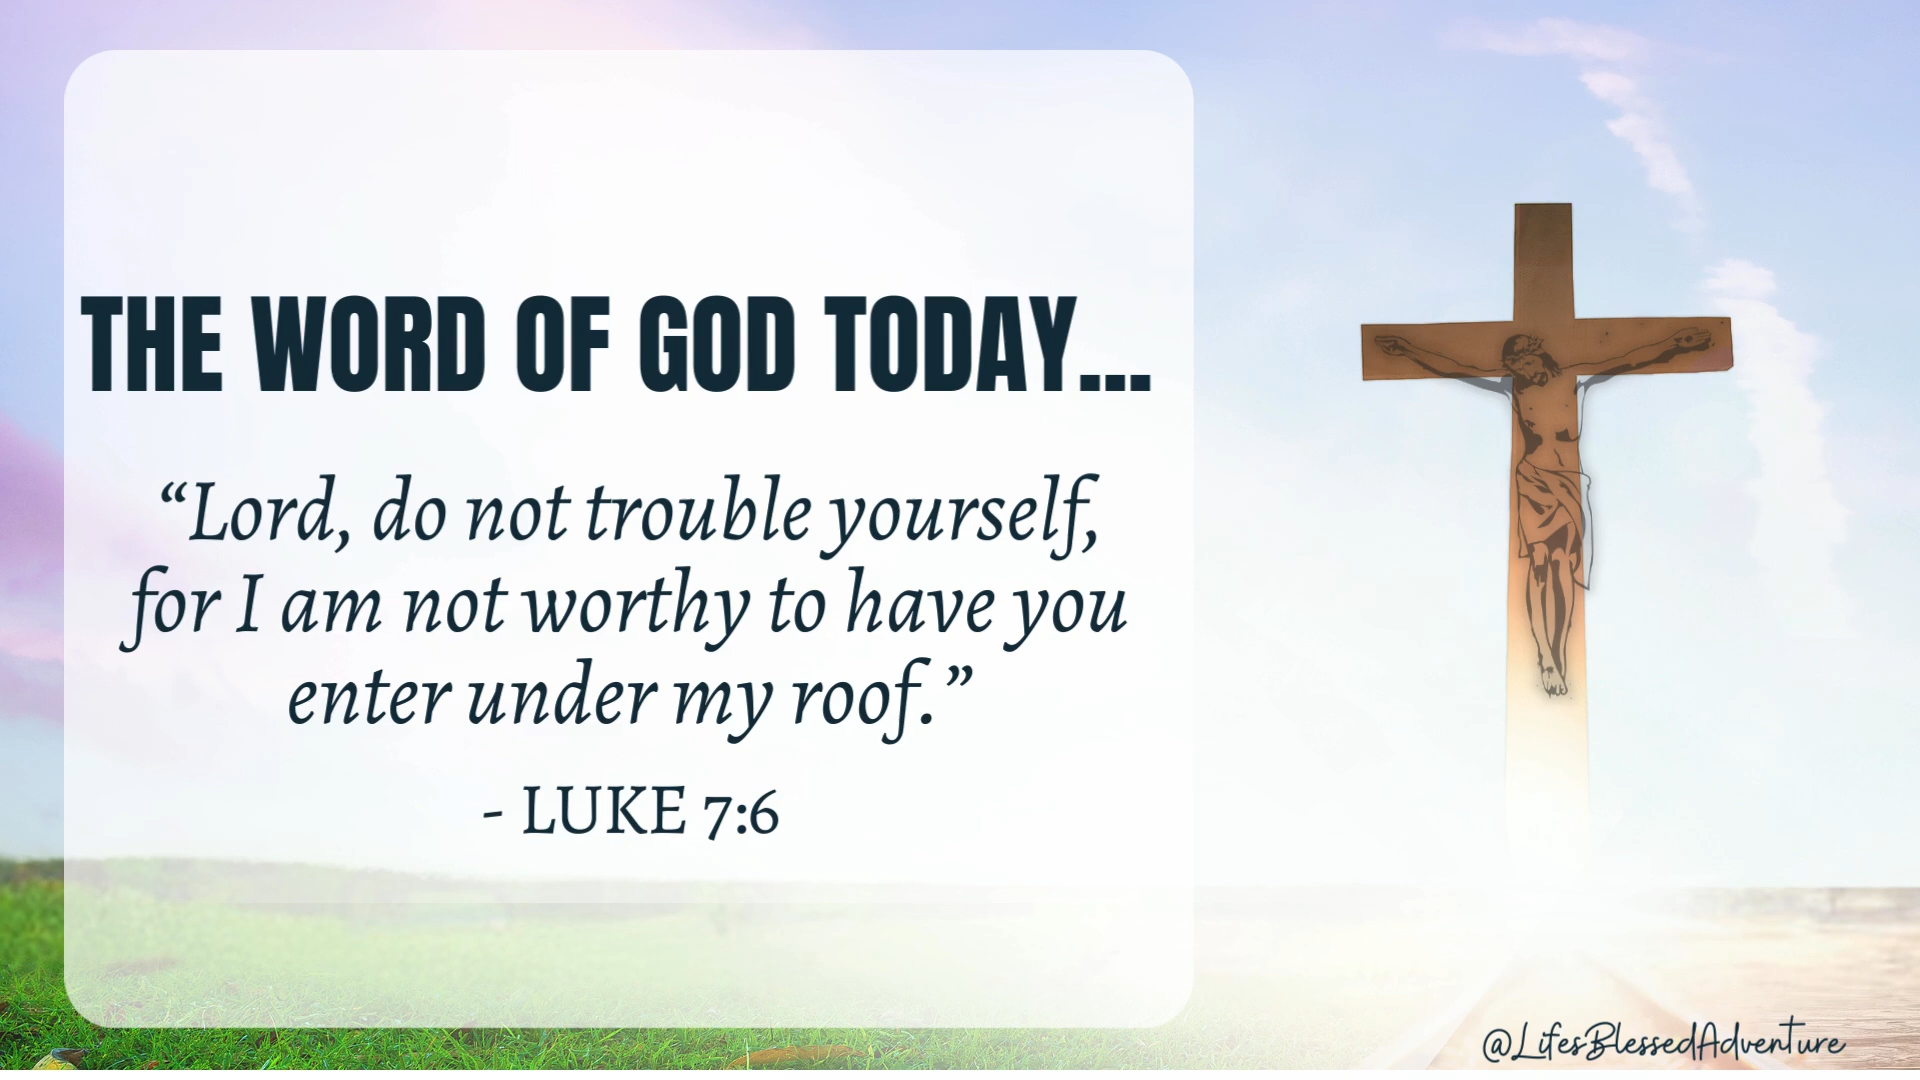 THE WORD OF GOD TODAY...
“Lord, do not trouble yourself,
for I am not worthy to have you
enter under my roof.”
- LUKE 7:6
@LifesBlessedAdventure